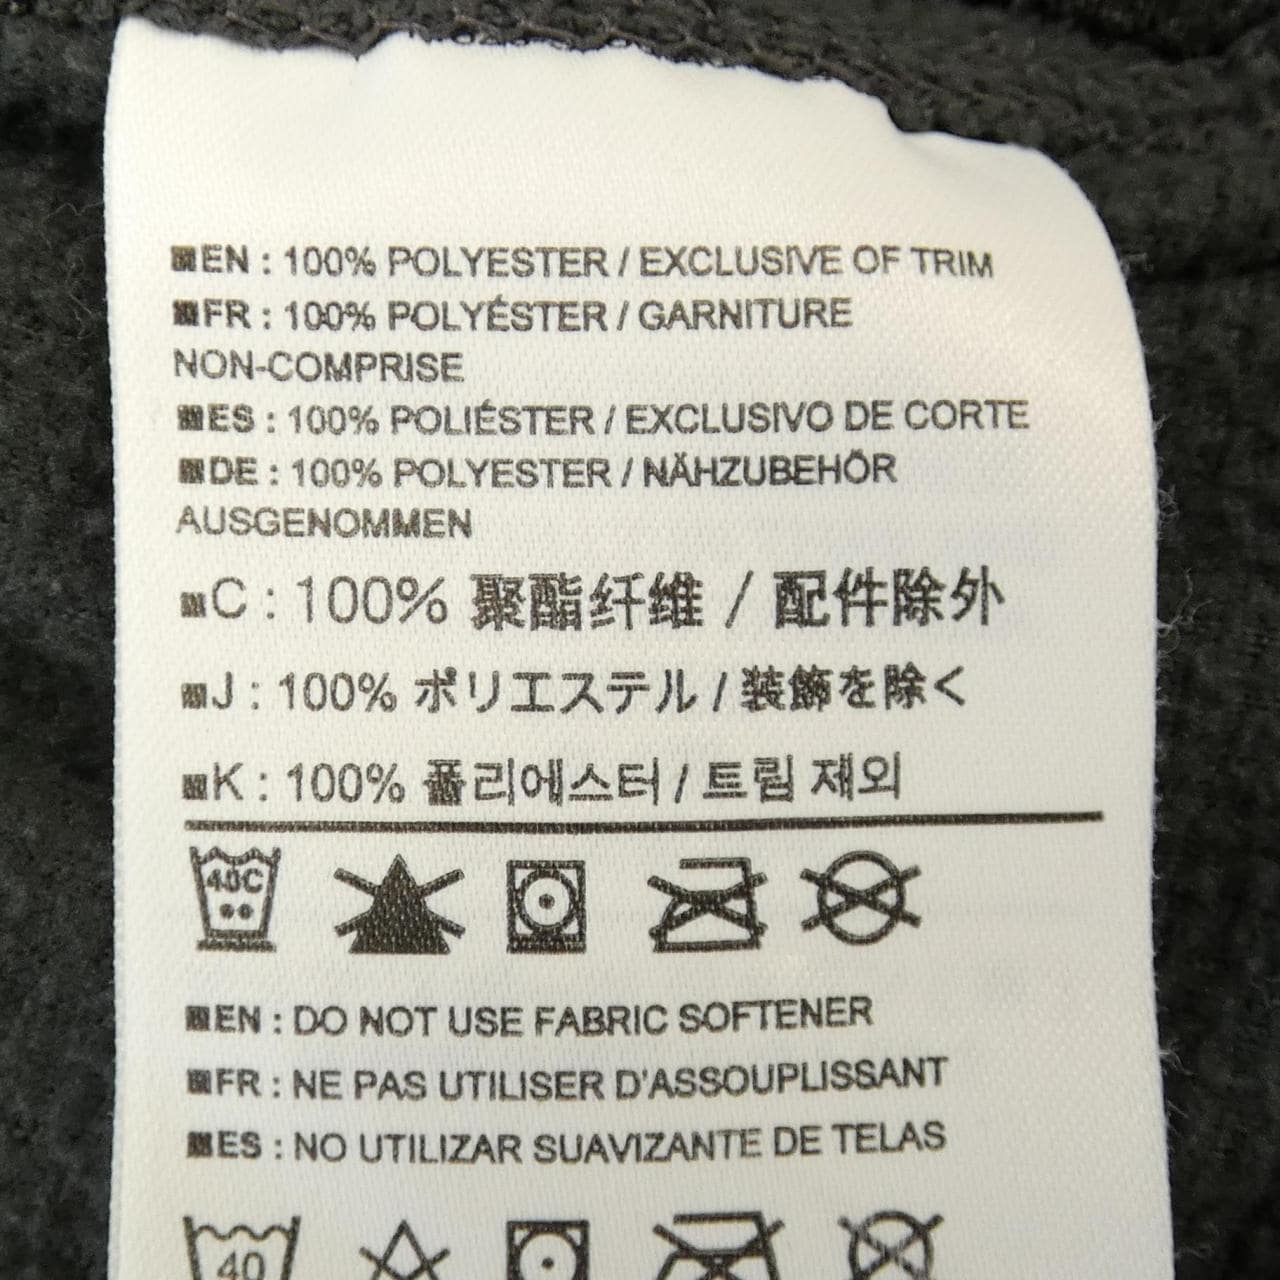 EN : 100% POLYESTER / EXCLUSIVE OF TRIM
FR : 100% POLYÉSTER / GARNITURE
NON-COMPRISE
ES : 100% POLIÉSTER / EXCLUSIVO DE CORTE
DE : 100% POLYESTER / NÄHZUBEHÖR
AUSGENOMMEN
C : 100% 聚酯纤维 / 配件除外
J : 100% ポリエステル / 装飾を除く
K : 100% 폴리에스터 / 트림 제외
40C
EN : DO NOT USE FABRIC SOFTENER
FR : NE PAS UTILISER D'ASSOUPLISSANT
ES : NO UTILIZAR SUAVIZANTE DE TELAS
40